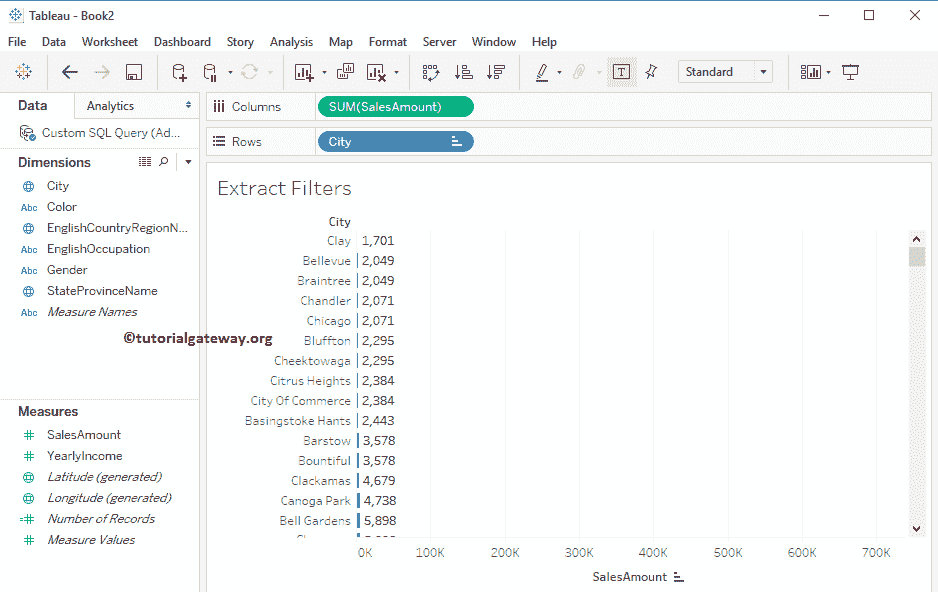 Tableau - Book2
File Data Worksheet Dashboard Story Analysis Map Format Server Window Help
T Standard
Data Analytics
Custom SQL Query (Ad...
Dimensions
City
Abc Color
EnglishCountryRegionN...
Abc EnglishOccupation
Abc Gender
StateProvinceName
Abc Measure Names
©tutorialgateway.org
Measures
SalesAmount
YearlyIncome
Latitude (generated)
Longitude (generated)
Number of Records
Measure Values
Columns SUM(SalesAmount)
Rows City
Extract Filters
City
Clay 1,701
Bellevue 2,049
Braintree 2,049
Chandler 2,071
Chicago 2,071
Bluffton 2,295
Cheektowaga 2,295
Citrus Heights 2,384
City Of Commerce 2,384
Basingstoke Hants 2,443
Barstow 3,578
Bountiful 3,578
Clackamas 4,679
Canoga Park 4,738
Bell Gardens 5,898
0K 100K 200K 300K 400K 500K 600K 700K
SalesAmount